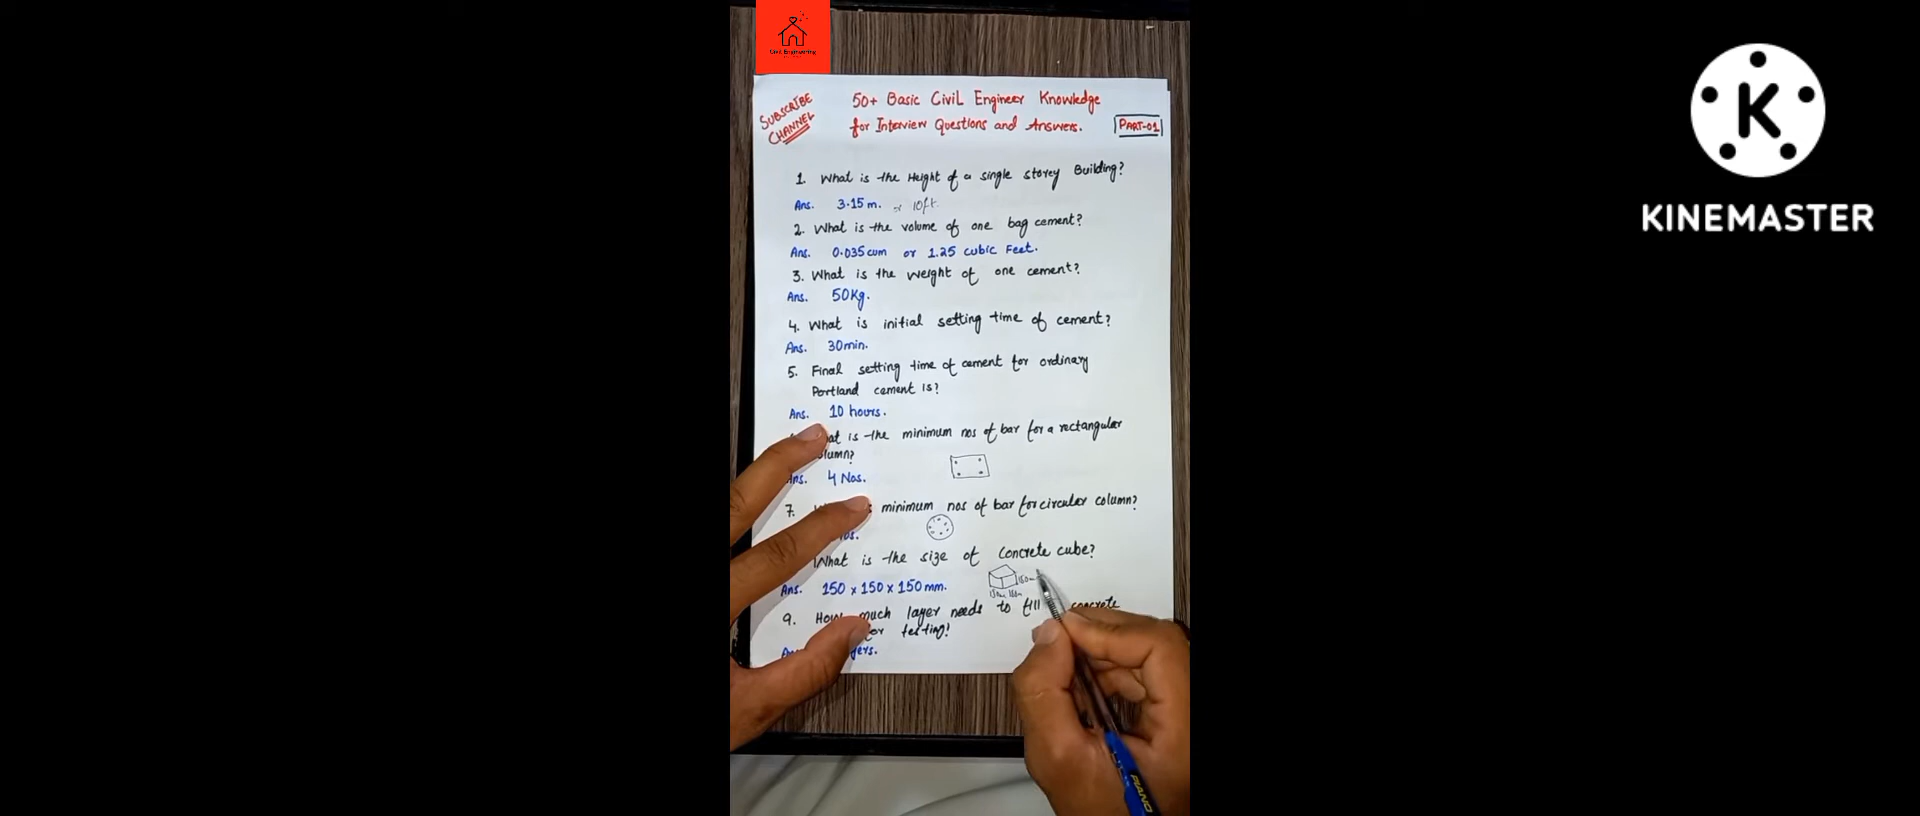 Civil Engineering
SUBSCRIBE
CHANNEL
50+ Basic Civil Engineer Knowledge
for Interview Questions and Answers.
PART-01
1. What is the Height of a single storey Building?
Ans. 3.15 m. or 10ft
2. What is the volume of one bag cement?
Ans. 0.035 cum or 1.25 cubic Feet.
3. What is the weight of one cement?
Ans. 50Kg.
4. What is initial setting time of cement?
Ans. 30min.
5. Final setting time of cement for ordinary
Portland cement is?
Ans. 10 hours.
is the minimum nos of bar for a rectangular
Ans. 4 Nos.
7. minimum nos of bar for circular column?
What is the size of concrete cube?
Ans. 150 x 150 x 150 mm.
9. How much layer needs to fill concrete
for testing?
PIANO
K
KINEMASTER